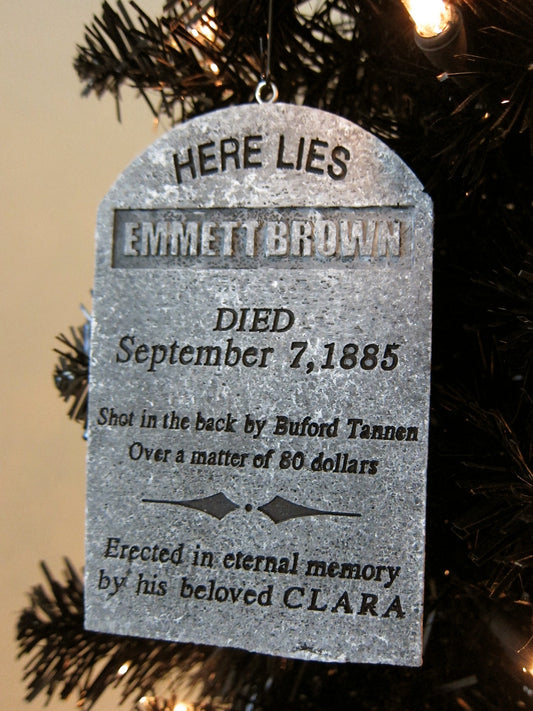 HERE LIES
EMMETT BROWN
DIED
September 7, 1885
Shot in the back by Buford Tannen
Over a matter of 80 dollars
Erected in eternal memory
by his beloved CLARA